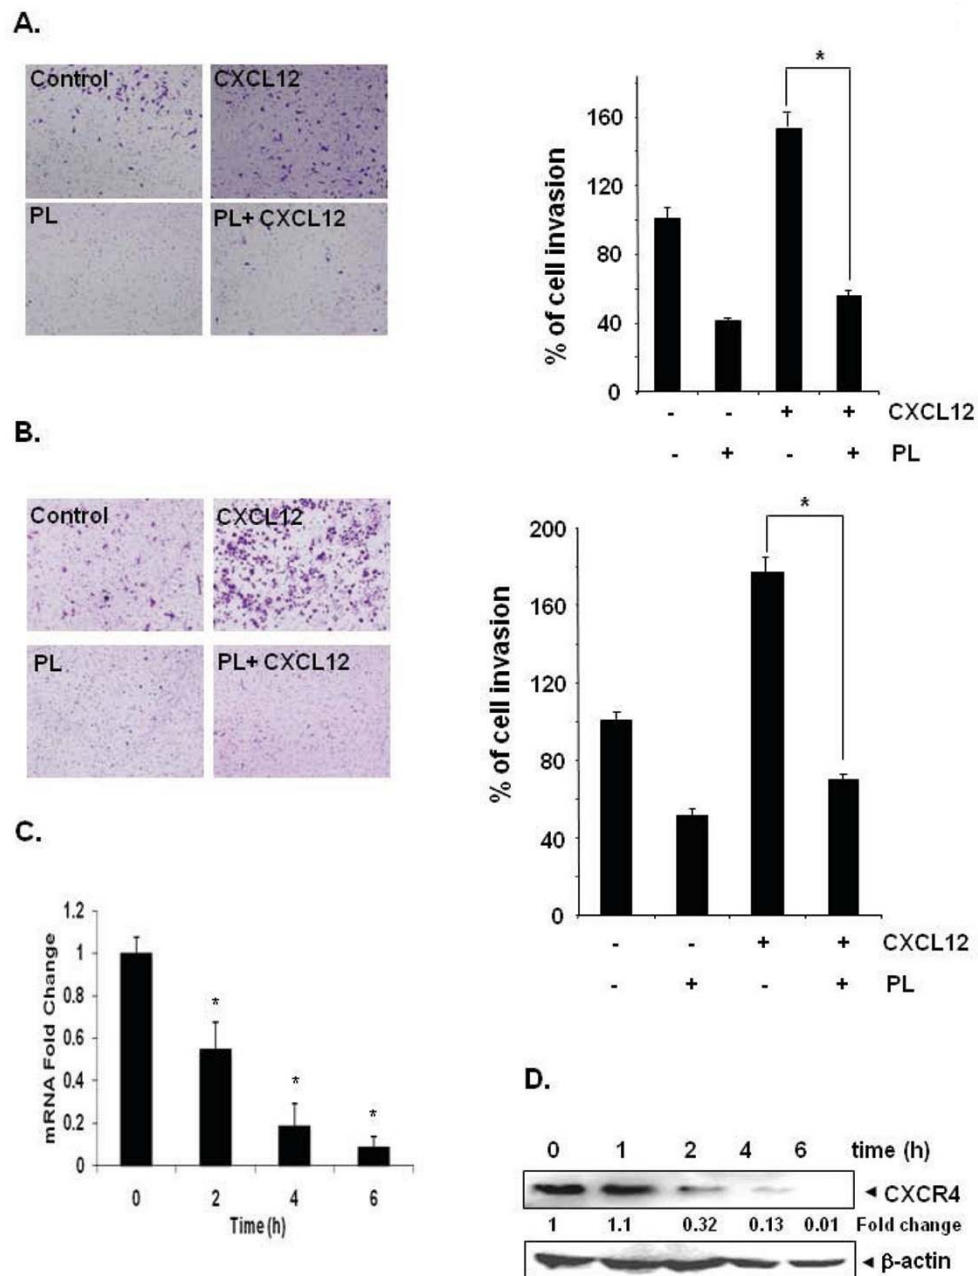 A.
Control CXCL12
PL PL+ CXCL12
% of cell invasion
160
120
80
40
0
*
- - + + CXCL12
- + - + PL
B.
Control CXCL12
PL PL+ CXCL12
% of cell invasion
200
160
120
80
40
0
*
- - + + CXCL12
- + - + PL
C.
mRNA Fold Change
1.2
1
0.8
0.6
0.4
0.2
0
*
*
*
0 2 4 6
Time (h)
D.
0 1 2 4 6 time (h)
◄ CXCR4
1 1.1 0.32 0.13 0.01 Fold change
◄ β-actin